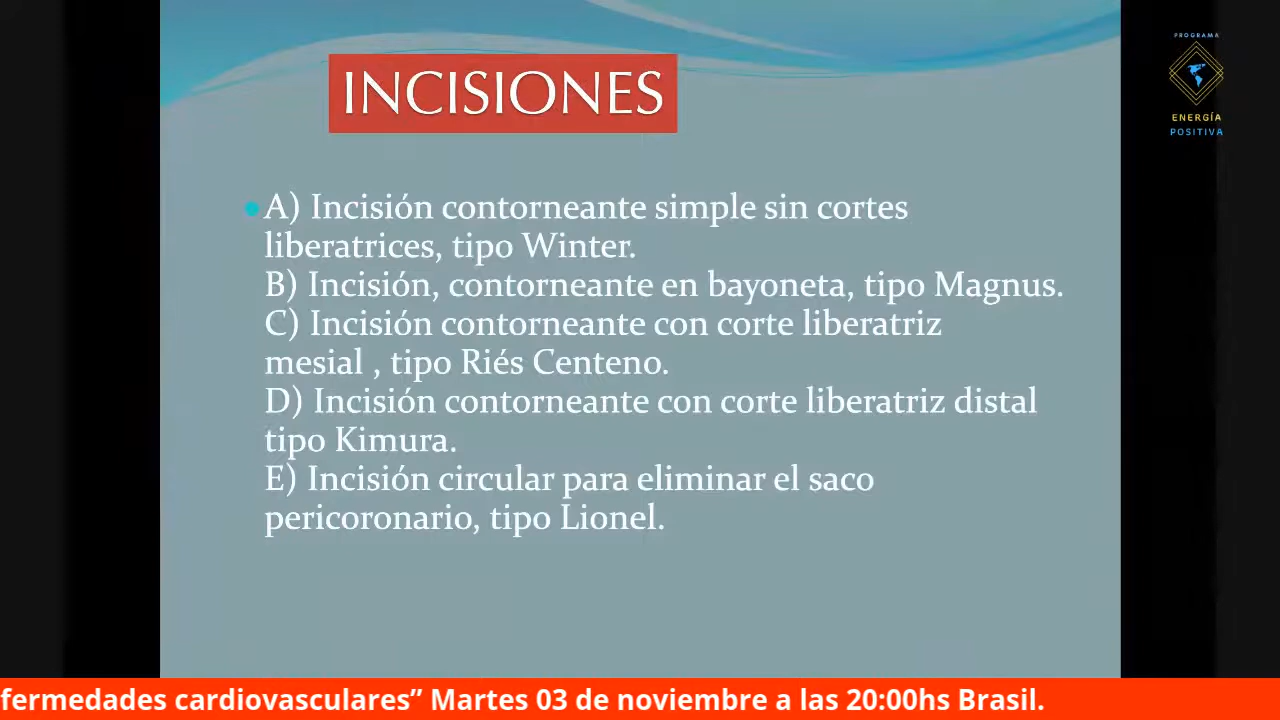 INCISIONES
PROGRAMA
ENERGÍA
POSITIVA
A) Incisión contorneante simple sin cortes
liberatrices, tipo Winter.
B) Incisión, contorneante en bayoneta, tipo Magnus.
C) Incisión contorneante con corte liberatriz
mesial , tipo Riés Centeno.
D) Incisión contorneante con corte liberatriz distal
tipo Kimura.
E) Incisión circular para eliminar el saco
pericoronario, tipo Lionel.
fermedades cardiovasculares” Martes 03 de noviembre a las 20:00hs Brasil.